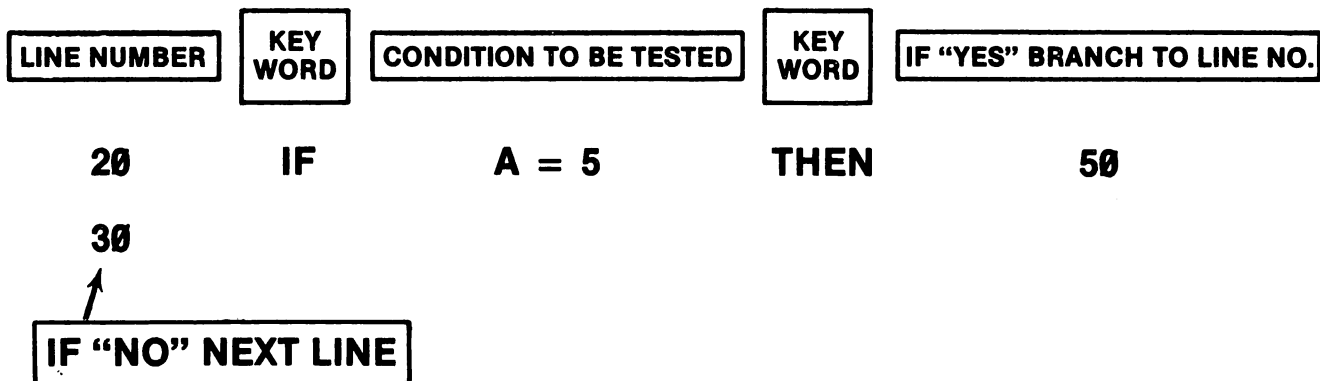 LINE NUMBER KEY WORD CONDITION TO BE TESTED KEY WORD IF “YES” BRANCH TO LINE NO.
20 IF A = 5 THEN 50
30
IF “NO” NEXT LINE